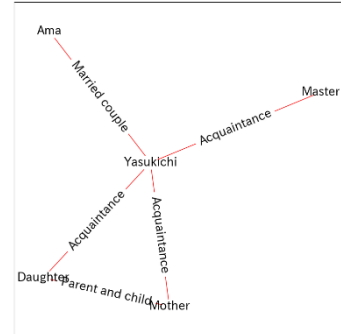 Ama
Married couple
Master
Acquaintance
Yasukichi
Acquaintance
Acquaintance
Daughter
Parent and child
Mother